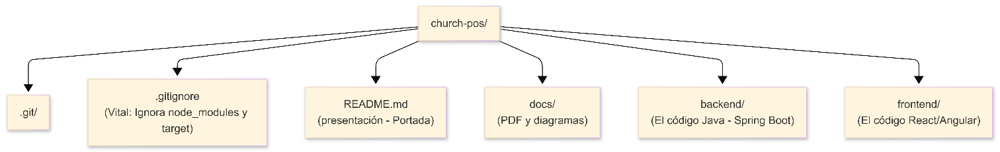 church-pos/
.git/
.gitignore
(Vital: Ignora node_modules y
target)
README.md
(presentación - Portada)
docs/
(PDF y diagramas)
backend/
(El código Java - Spring Boot)
frontend/
(El código React/Angular)